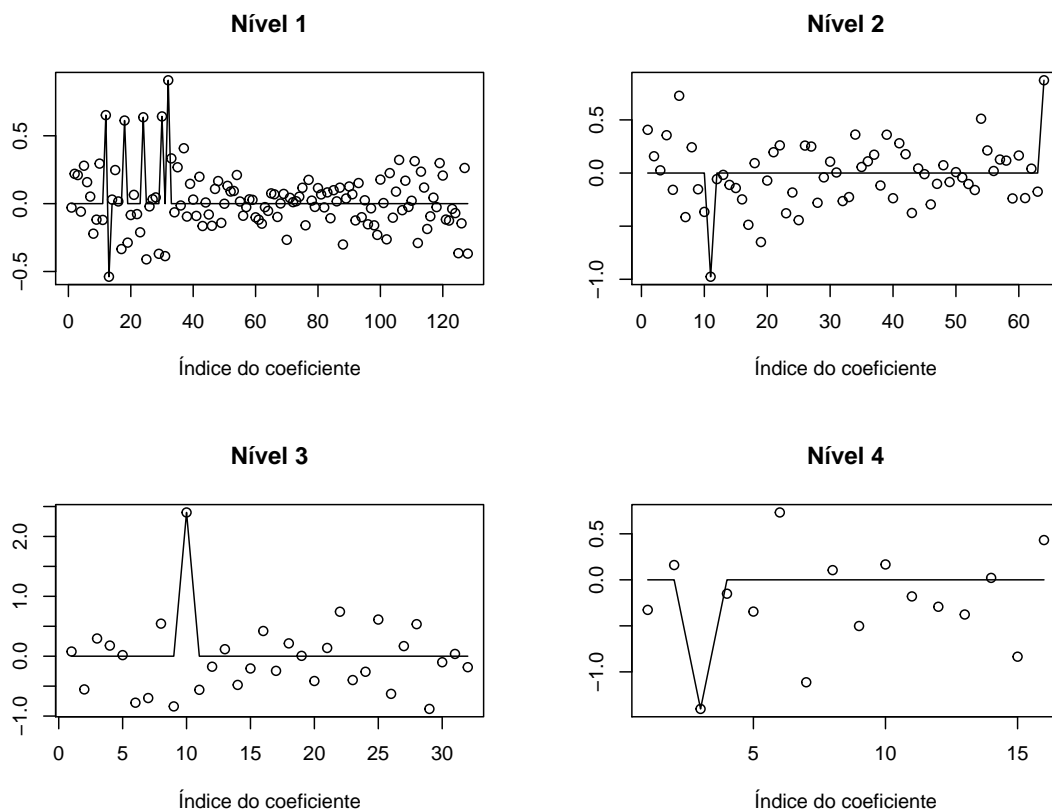 Nível 1
0.5
0.0
−0.5
0 20 40 60 80 100 120
Índice do coeficiente
Nível 2
0.5
0.0
−1.0
0 10 20 30 40 50 60
Índice do coeficiente
Nível 3
2.0
1.0
0.0
−1.0
0 5 10 15 20 25 30
Índice do coeficiente
Nível 4
0.5
0.0
−1.0
5 10 15
Índice do coeficiente